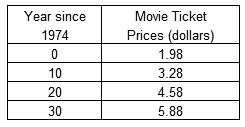 Year since Movie Ticket
1974 Prices (dollars)
0 1.98
10 3.28
20 4.58
30 5.88